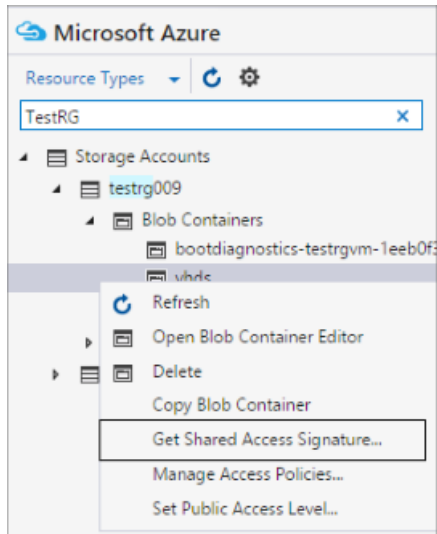 Microsoft Azure
Resource Types
TestRG
Storage Accounts
testrg009
Blob Containers
bootdiagnostics-testrgvm-1eeb0f3
vhds
Refresh
Open Blob Container Editor
Delete
Copy Blob Container
Get Shared Access Signature...
Manage Access Policies...
Set Public Access Level...